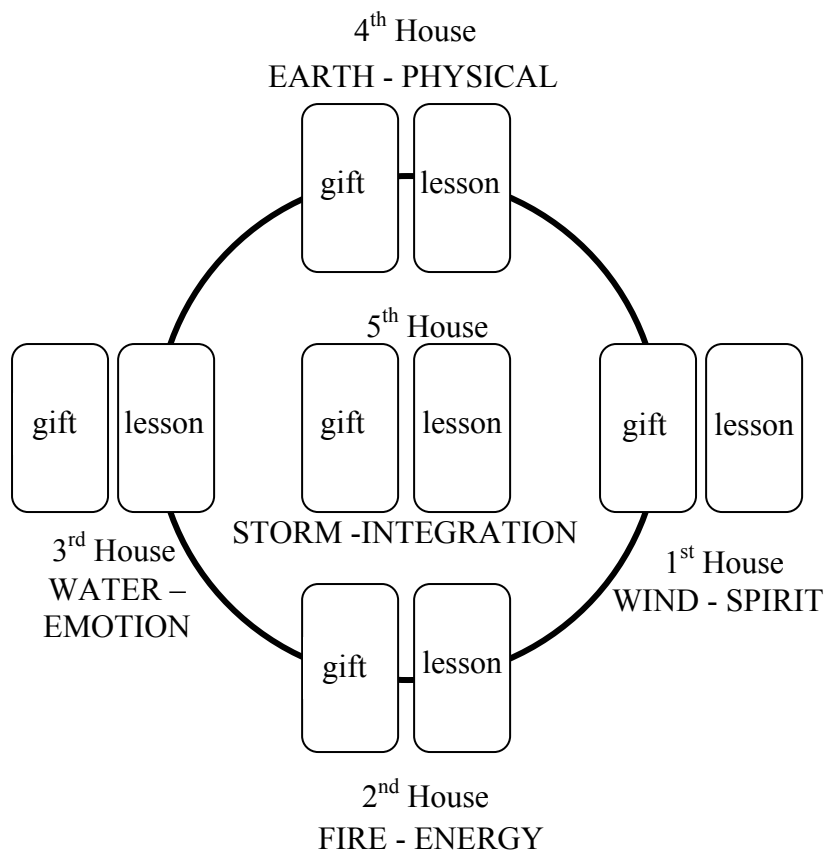 4th House
EARTH - PHYSICAL
gift lesson
5th House
gift lesson
gift lesson
gift lesson
STORM -INTEGRATION
3rd House
WATER –
EMOTION
1st House
WIND - SPIRIT
gift lesson
2nd House
FIRE - ENERGY